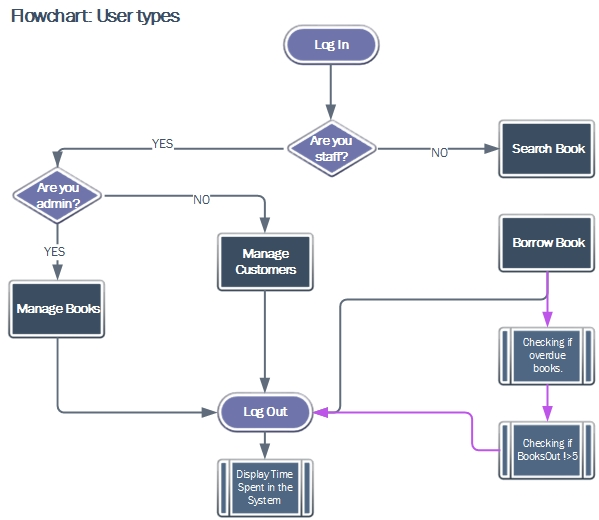 Flowchart: User types
Log In
Are you
staff?
YES
NO
Search Book
Are you
admin?
NO
YES
Manage
Customers
Borrow Book
Manage Books
Checking if
overdue
books.
Log Out
Checking if
BooksOut !>5
Display Time
Spent in the
System